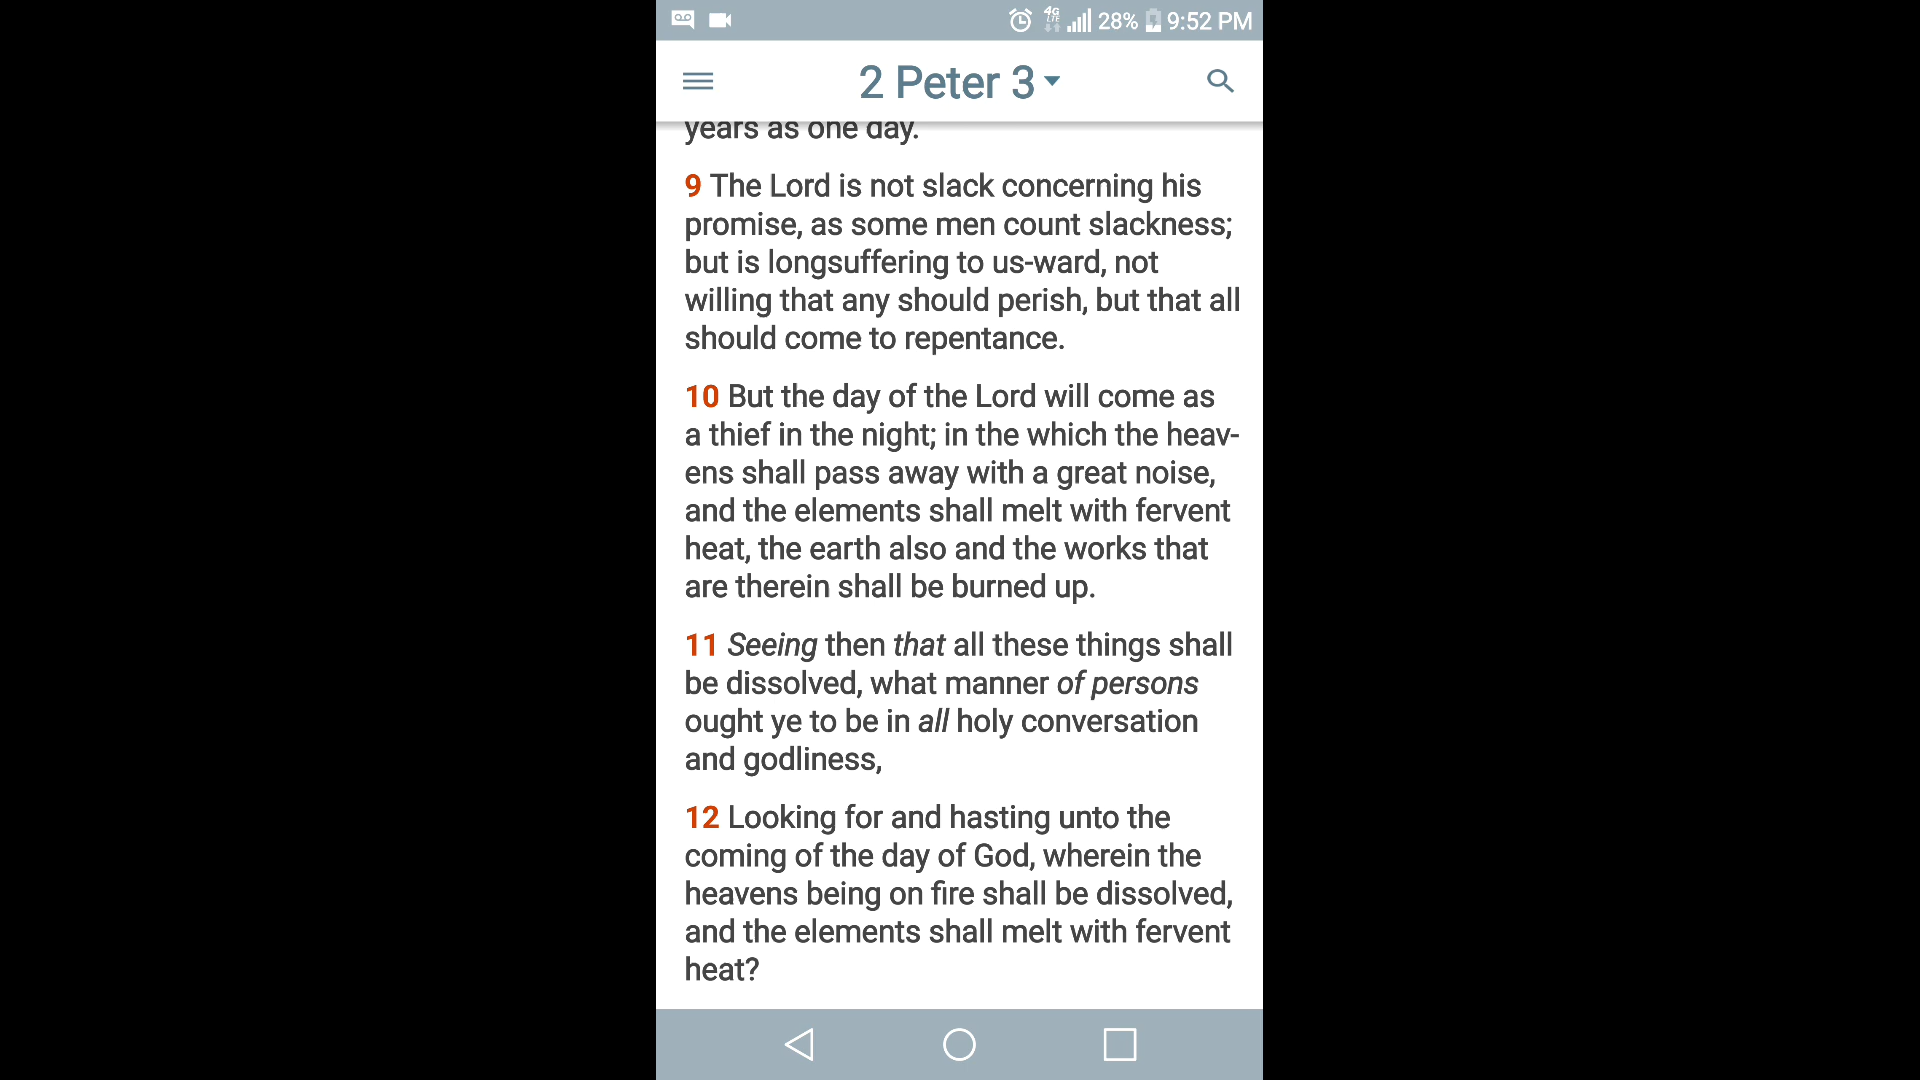 4G LTE 28% 9:52 PM
2 Peter 3
years as one day.
9 The Lord is not slack concerning his
promise, as some men count slackness;
but is longsuffering to us-ward, not
willing that any should perish, but that all
should come to repentance.
10 But the day of the Lord will come as
a thief in the night; in the which the heav-
ens shall pass away with a great noise,
and the elements shall melt with fervent
heat, the earth also and the works that
are therein shall be burned up.
11 Seeing then that all these things shall
be dissolved, what manner of persons
ought ye to be in all holy conversation
and godliness,
12 Looking for and hasting unto the
coming of the day of God, wherein the
heavens being on fire shall be dissolved,
and the elements shall melt with fervent
heat?